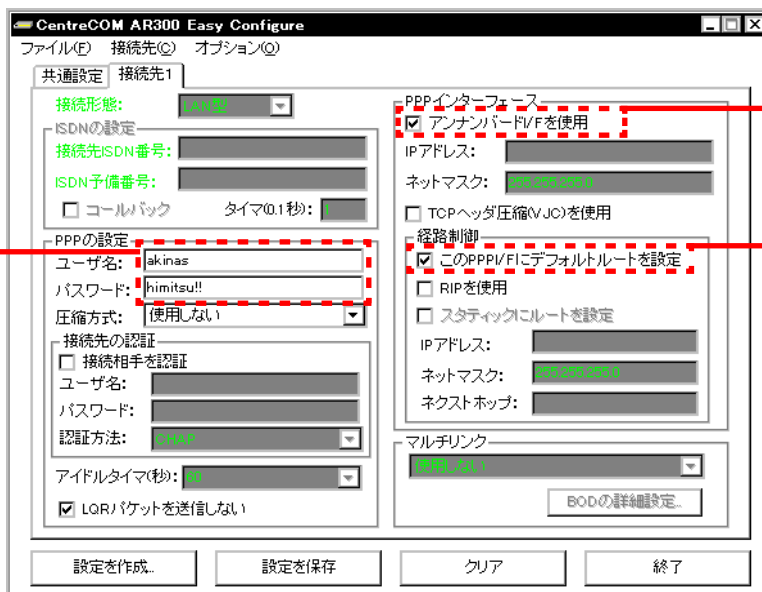 CentreCOM AR300 Easy Configure
ファイル(F) 接続先(C) オプション(O)
共通設定 接続先1
接続形態: LAN型
ISDNの設定
接続先ISDN番号:
ISDN予備番号:
コールバック タイマ(0.1秒): 1
PPPの設定
ユーザ名: akinas
パスワード: himitsu!!
圧縮方式: 使用しない
接続先の認証
接続相手を認証
ユーザ名:
パスワード:
認証方法: CHAP
アイドルタイマ(秒): 60
LQRパケットを送信しない
PPPインターフェース
アンナンバードI/Fを使用
IPアドレス:
ネットマスク: 255.255.255.0
TCPヘッダ圧縮(VJC)を使用
経路制御
このPPPI/Fにデフォルトルートを設定
RIPを使用
スタティックにルートを設定
IPアドレス:
ネットマスク: 255.255.255.0
ネクストホップ:
マルチリンク
使用しない
BODの詳細設定...
設定を作成... 設定を保存 クリア 終了